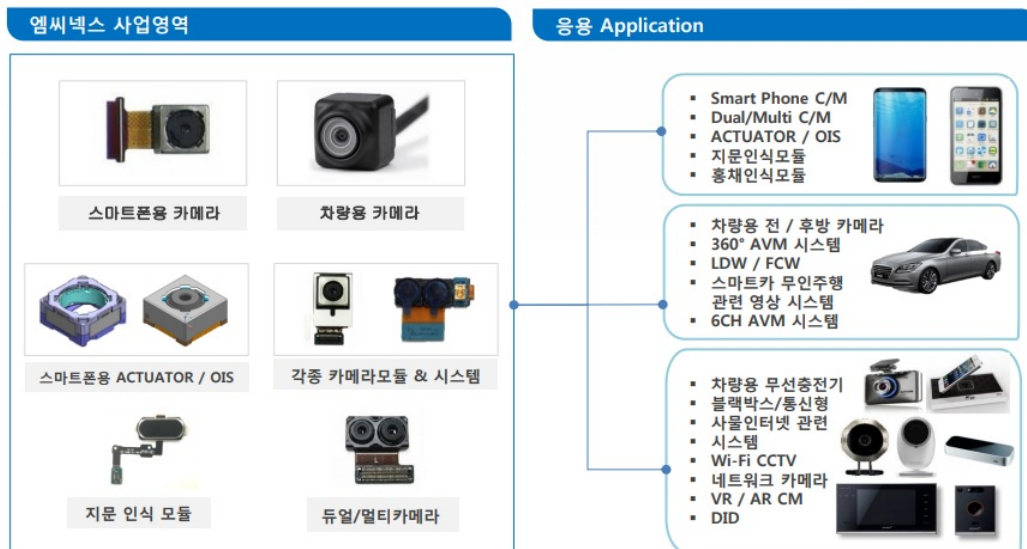 엠씨넥스 사업영역
스마트폰용 카메라
차량용 카메라
스마트폰용 ACTUATOR / OIS
각종 카메라모듈 & 시스템
지문 인식 모듈
듀얼/멀티카메라
응용 Application
▪ Smart Phone C/M
▪ Dual/Multi C/M
▪ ACTUATOR / OIS
▪ 지문인식모듈
▪ 홍채인식모듈
▪ 차량용 전 / 후방 카메라
▪ 360° AVM 시스템
▪ LDW / FCW
▪ 스마트카 무인주행
관련 영상 시스템
▪ 6CH AVM 시스템
▪ 차량용 무선충전기
▪ 블랙박스/통신형
▪ 사물인터넷 관련
▪ 시스템
▪ Wi-Fi CCTV
▪ 네트워크 카메라
▪ VR / AR CM
▪ DID